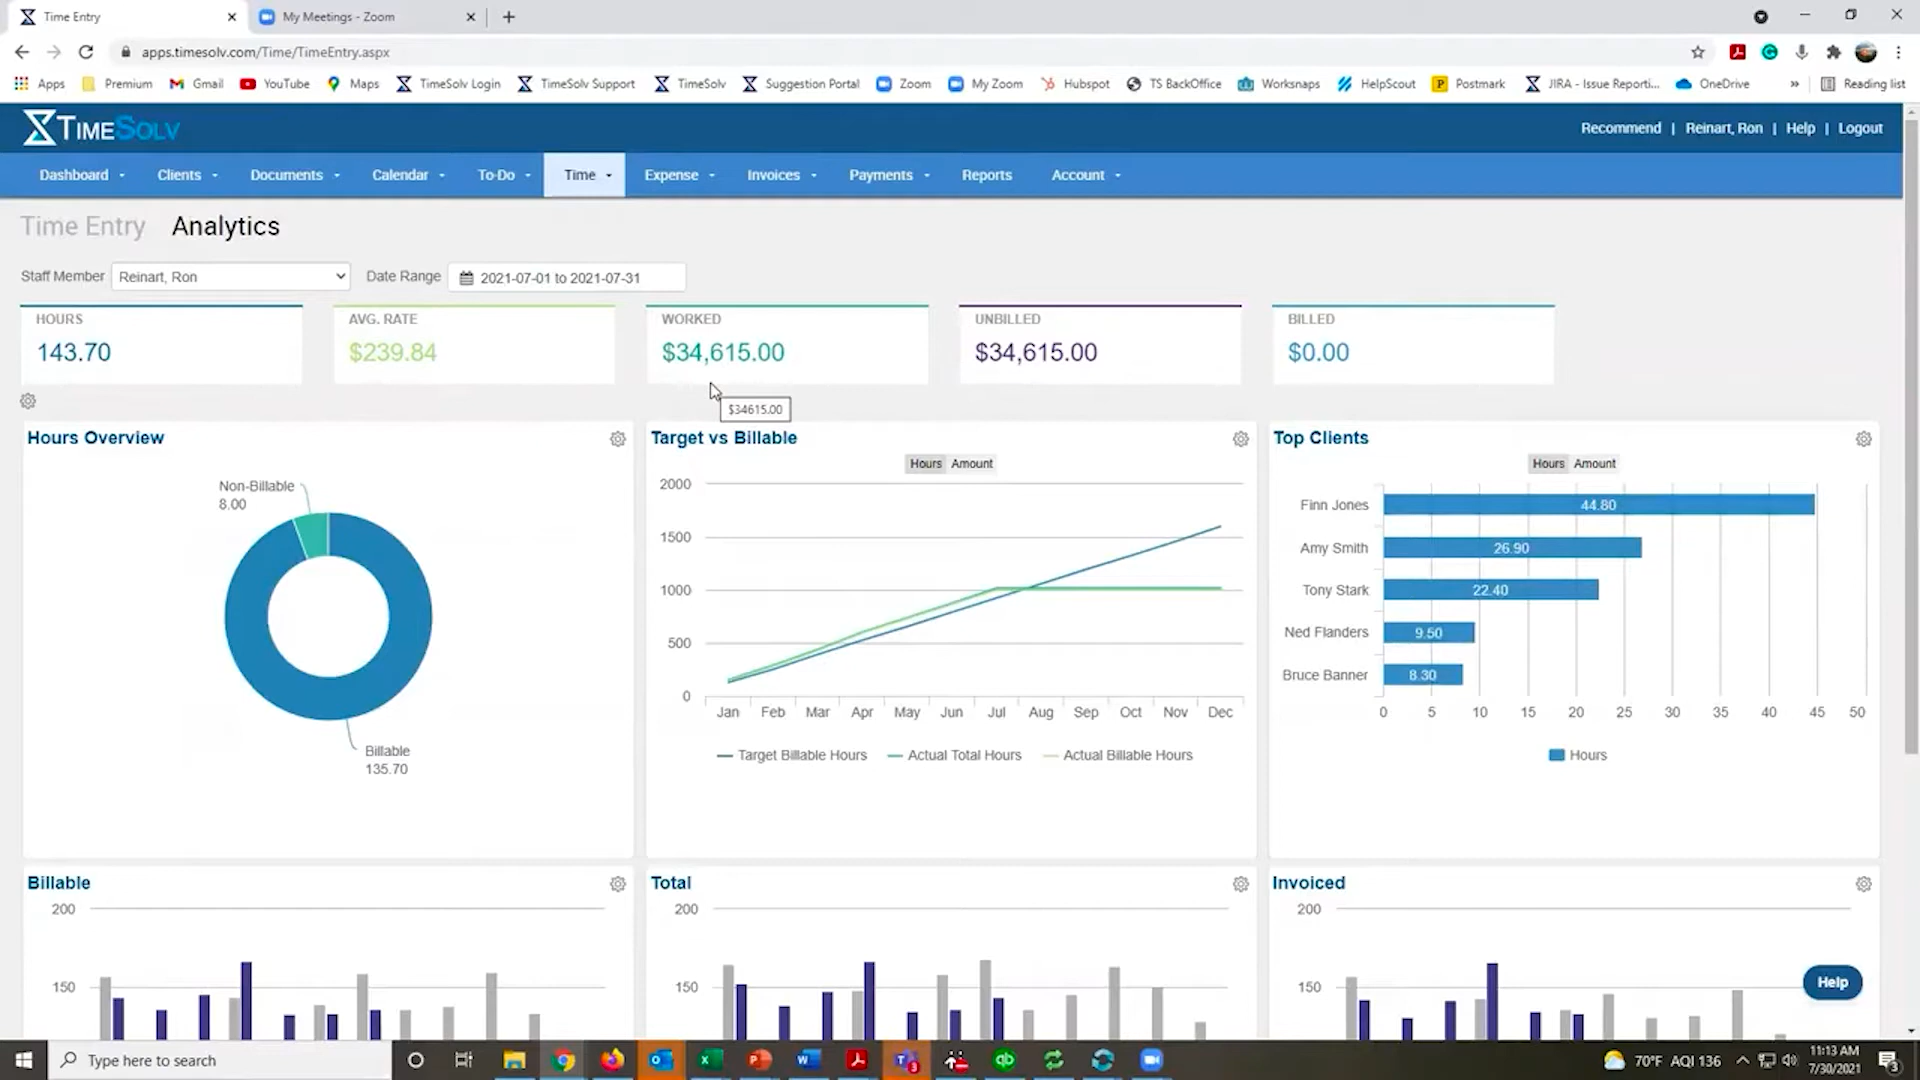 Time Entry
My Meetings - Zoom
apps.timesolv.com/Time/TimeEntry.aspx
Apps Premium Gmail YouTube Maps TimeSolv Login TimeSolv Support TimeSolv Suggestion Portal Zoom My Zoom Hubspot TS BackOffice Worksnaps HelpScout Postmark JIRA - Issue Reporti... OneDrive » Reading list
TIMESOLV
Recommend | Reinart, Ron | Help | Logout
Dashboard Clients Documents Calendar To-Do Time Expense Invoices Payments Reports Account
Time Entry Analytics
Staff Member Reinart, Ron Date Range 2021-07-01 to 2021-07-31
HOURS
143.70
AVG. RATE
$239.84
WORKED
$34,615.00
UNBILLED
$34,615.00
BILLED
$0.00
$34615.00
Hours Overview
Non-Billable
8.00
Billable
135.70
Target vs Billable
Hours Amount
2000
1500
1000
500
0
Jan Feb Mar Apr May Jun Jul Aug Sep Oct Nov Dec
Target Billable Hours Actual Total Hours Actual Billable Hours
Top Clients
Hours Amount
Finn Jones 44.80
Amy Smith 26.90
Tony Stark 22.40
Ned Flanders 9.50
Bruce Banner 8.30
0 5 10 15 20 25 30 35 40 45 50
Hours
Billable
200
150
Total
200
150
Invoiced
200
150
Help
Type here to search
70°F AQI 136
11:13 AM
7/30/2021
3